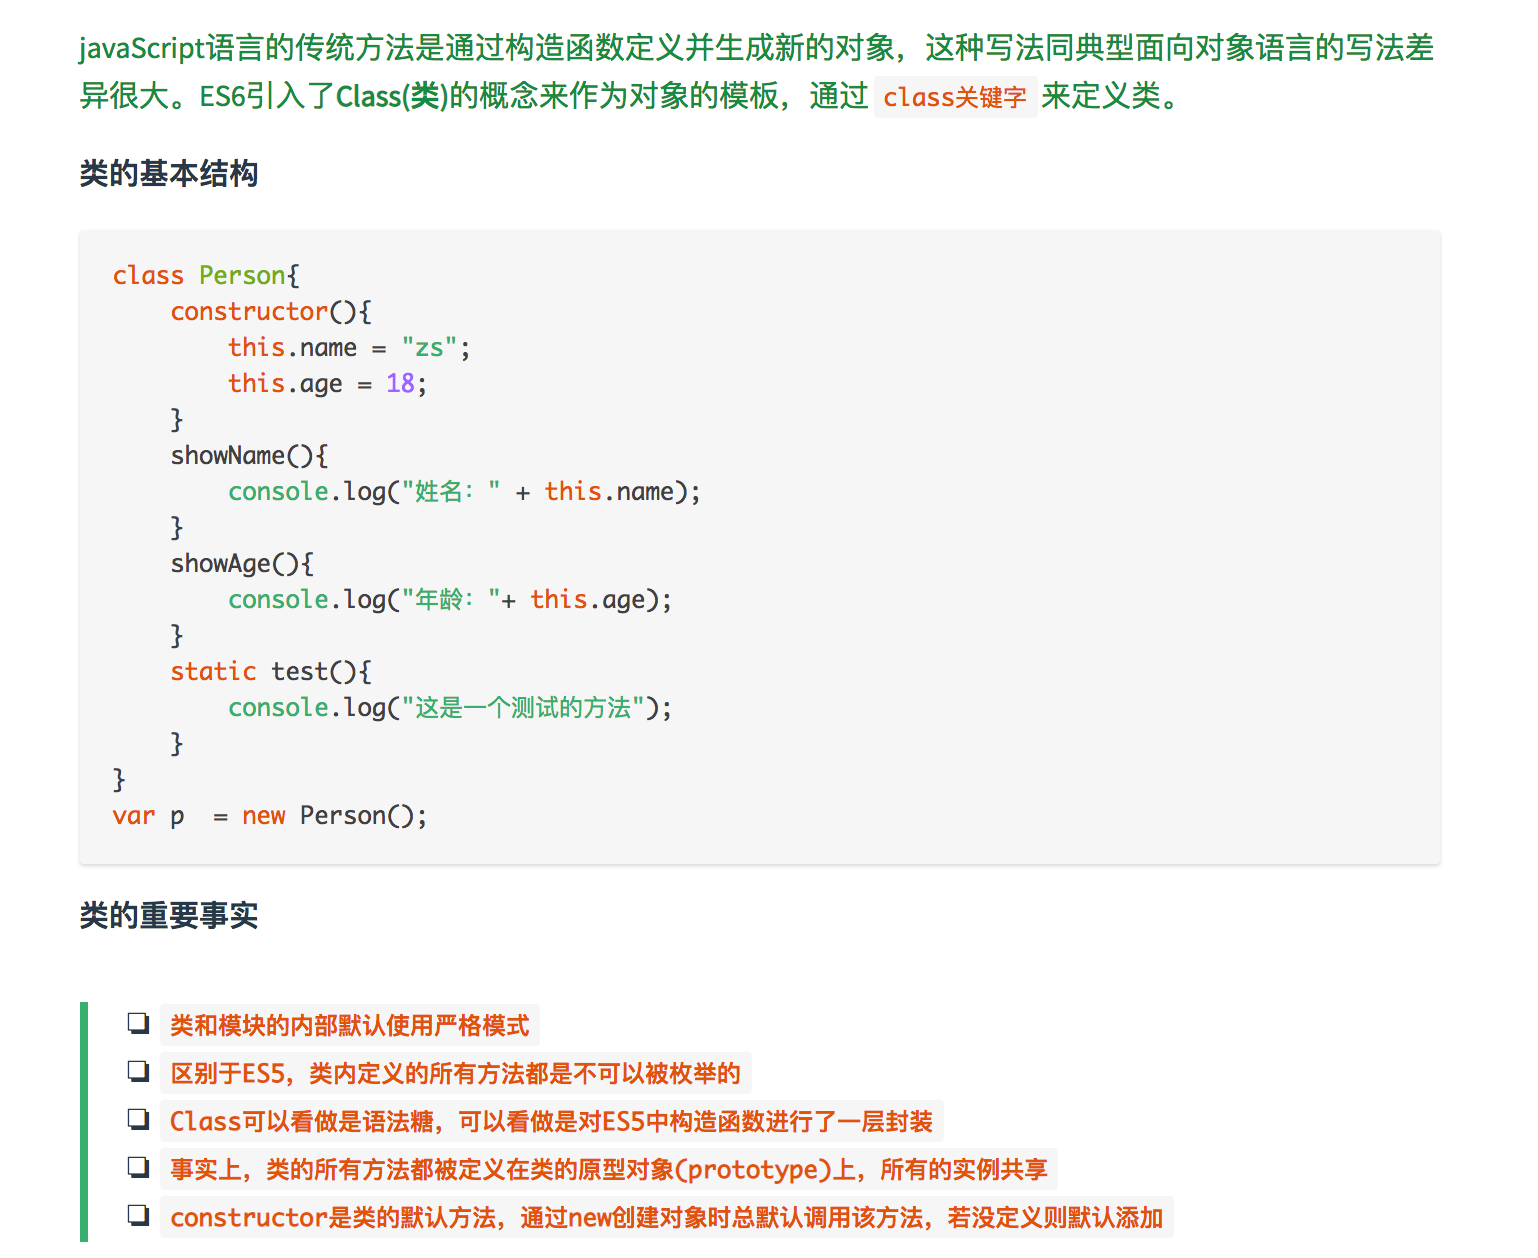 javaScript语言的传统方法是通过构造函数定义并生成新的对象，这种写法同典型面向对象语言的写法差
异很大。ES6引入了Class(类)的概念来作为对象的模板，通过 class关键字 来定义类。
类的基本结构
class Person{
    constructor(){
        this.name = "zs";
        this.age = 18;
    }
    showName(){
        console.log("姓名：" + this.name);
    }
    showAge(){
        console.log("年龄："+ this.age);
    }
    static test(){
        console.log("这是一个测试的方法");
    }
}
var p  = new Person();
类的重要事实
❏ 类和模块的内部默认使用严格模式
❏ 区别于ES5，类内定义的所有方法都是不可以被枚举的
❏ Class可以看做是语法糖，可以看做是对ES5中构造函数进行了一层封装
❏ 事实上，类的所有方法都被定义在类的原型对象(prototype)上，所有的实例共享
❏ constructor是类的默认方法，通过new创建对象时总默认调用该方法，若没定义则默认添加